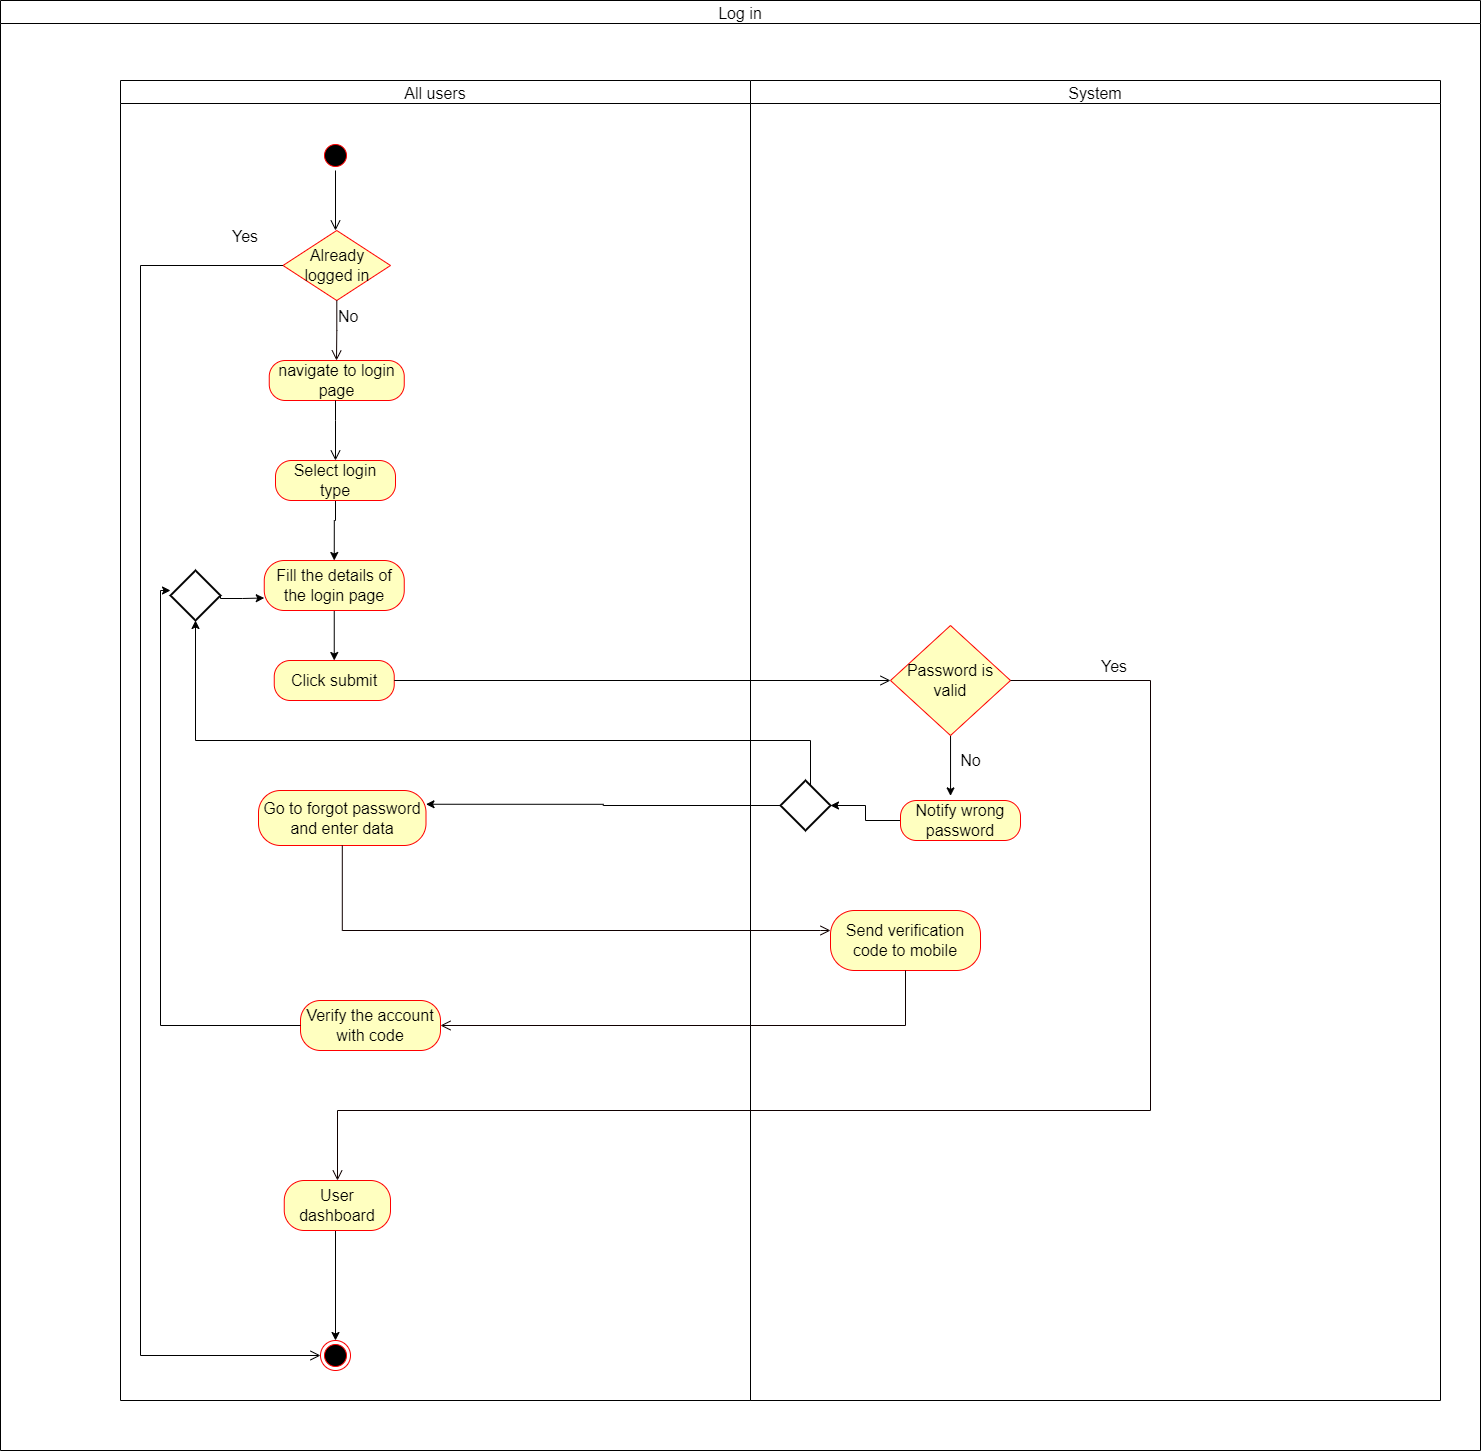 Log in
All users
System
Yes
Already
logged in
No
navigate to login
page
Select login
type
Fill the details of
the login page
Click submit
Password is
valid
Yes
No
Go to forgot password
and enter data
Notify wrong
password
Send verification
code to mobile
Verify the account
with code
User
dashboard